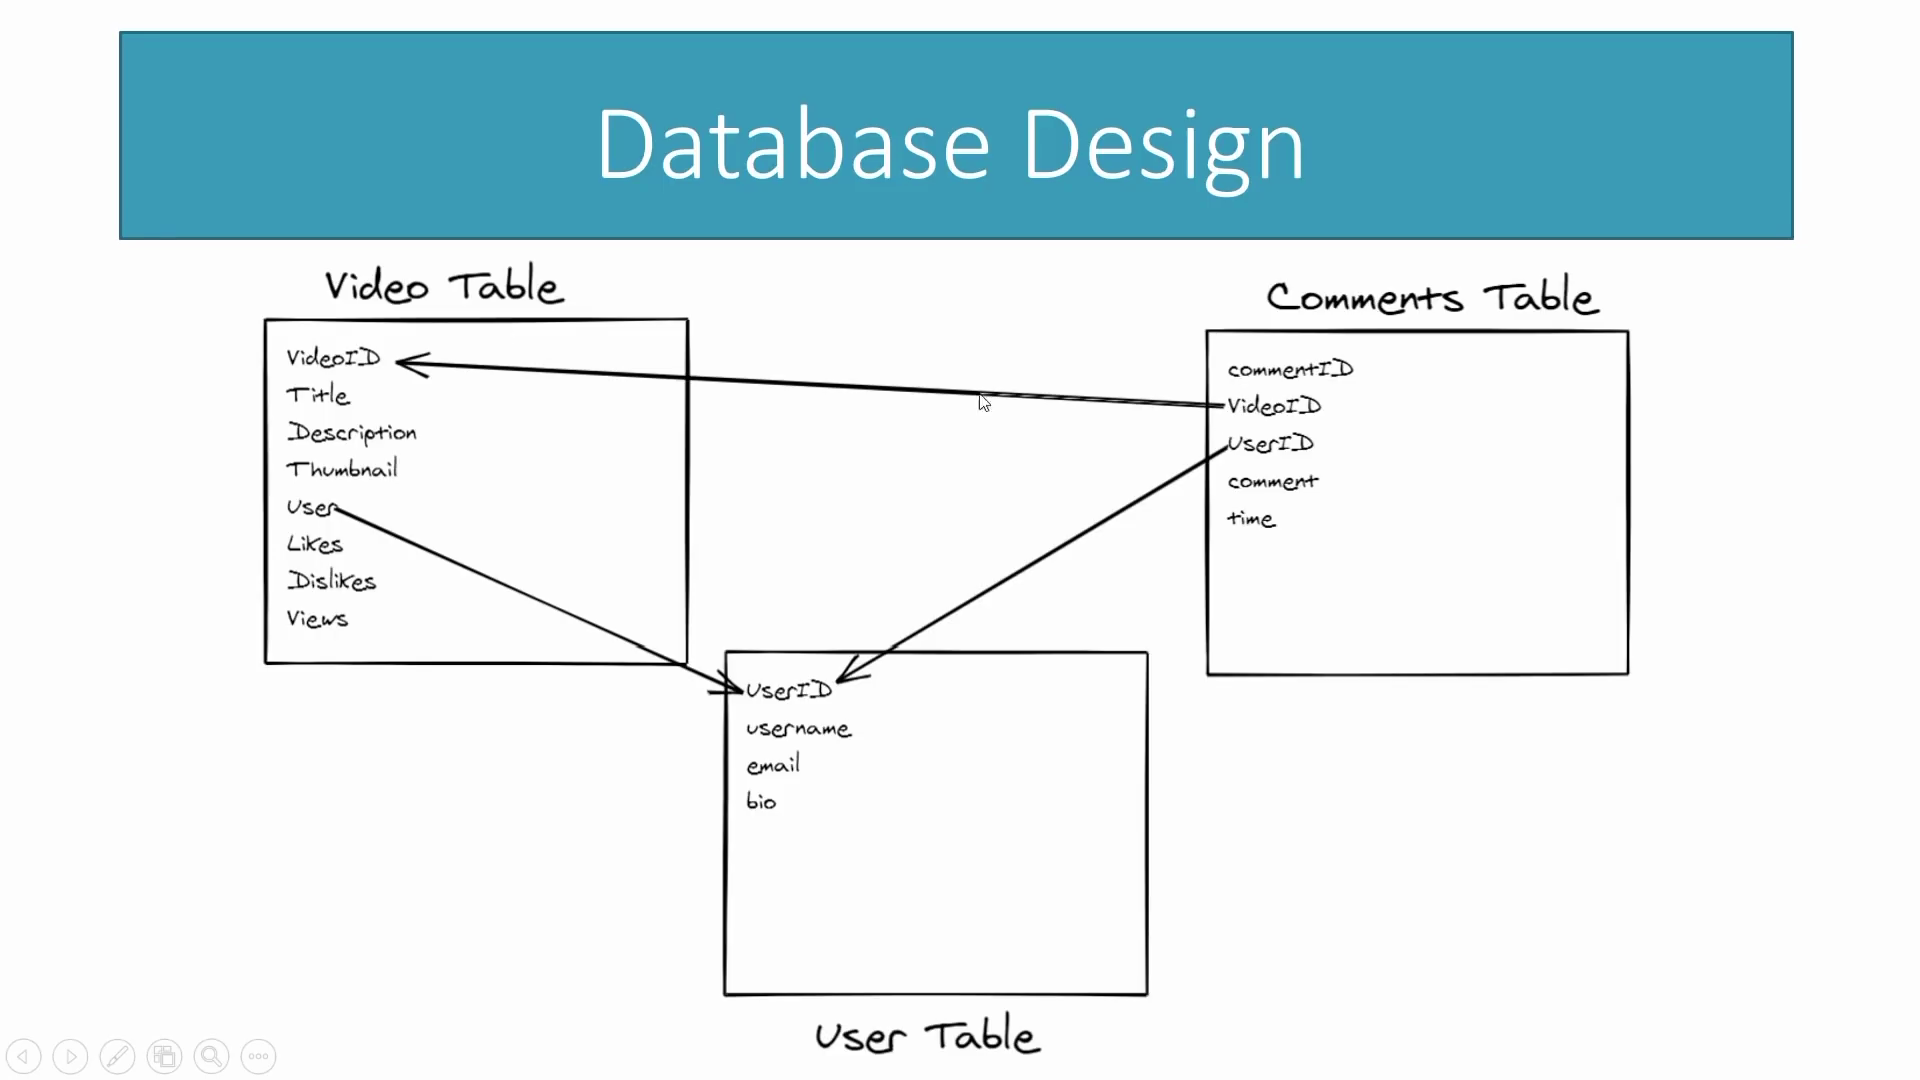 Database Design
Video Table
VideoID
Title
Description
Thumbnail
User
Likes
Dislikes
Views
Comments Table
commentID
VideoID
UserID
comment
time
UserID
username
email
bio
User Table